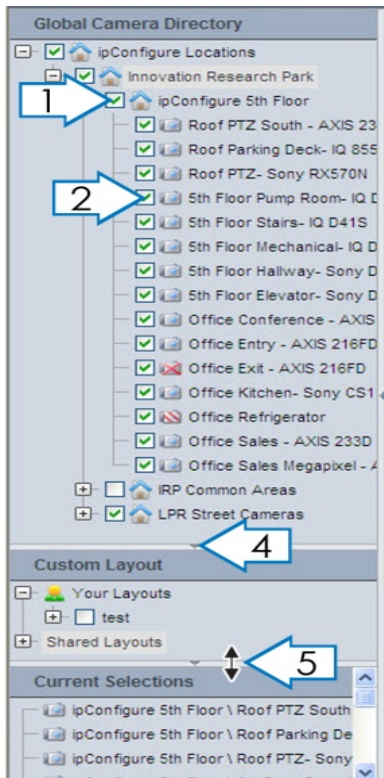 Global Camera Directory
ipConfigure Locations
Innovation Research Park
1 ipConfigure 5th Floor
Roof PTZ South - AXIS 23
Roof Parking Deck- IQ 855
Roof PTZ- Sony RX570N
2 5th Floor Pump Room- IQ D
5th Floor Stairs- IQ D41S
5th Floor Mechanical- IQ D
5th Floor Hallway- Sony D
5th Floor Elevator- Sony D
Office Conference - AXIS
Office Entry - AXIS 216FD
Office Exit - AXIS 216FD
Office Kitchen- Sony CS1
Office Refrigerator
Office Sales - AXIS 233D
Office Sales Megapixel - A
IRP Common Areas
LPR Street Cameras
4
Custom Layout
Your Layouts
test
Shared Layouts
5
Current Selections
ipConfigure 5th Floor \ Roof PTZ South
ipConfigure 5th Floor \ Roof Parking De
ipConfigure 5th Floor \ Roof PTZ- Sony